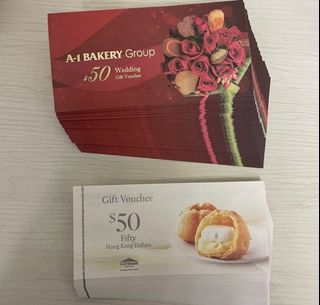 A-1 BAKERY Group
$50 Wedding
Gift Voucher
Gift Voucher
$50
Fifty
Hong Kong Dollars